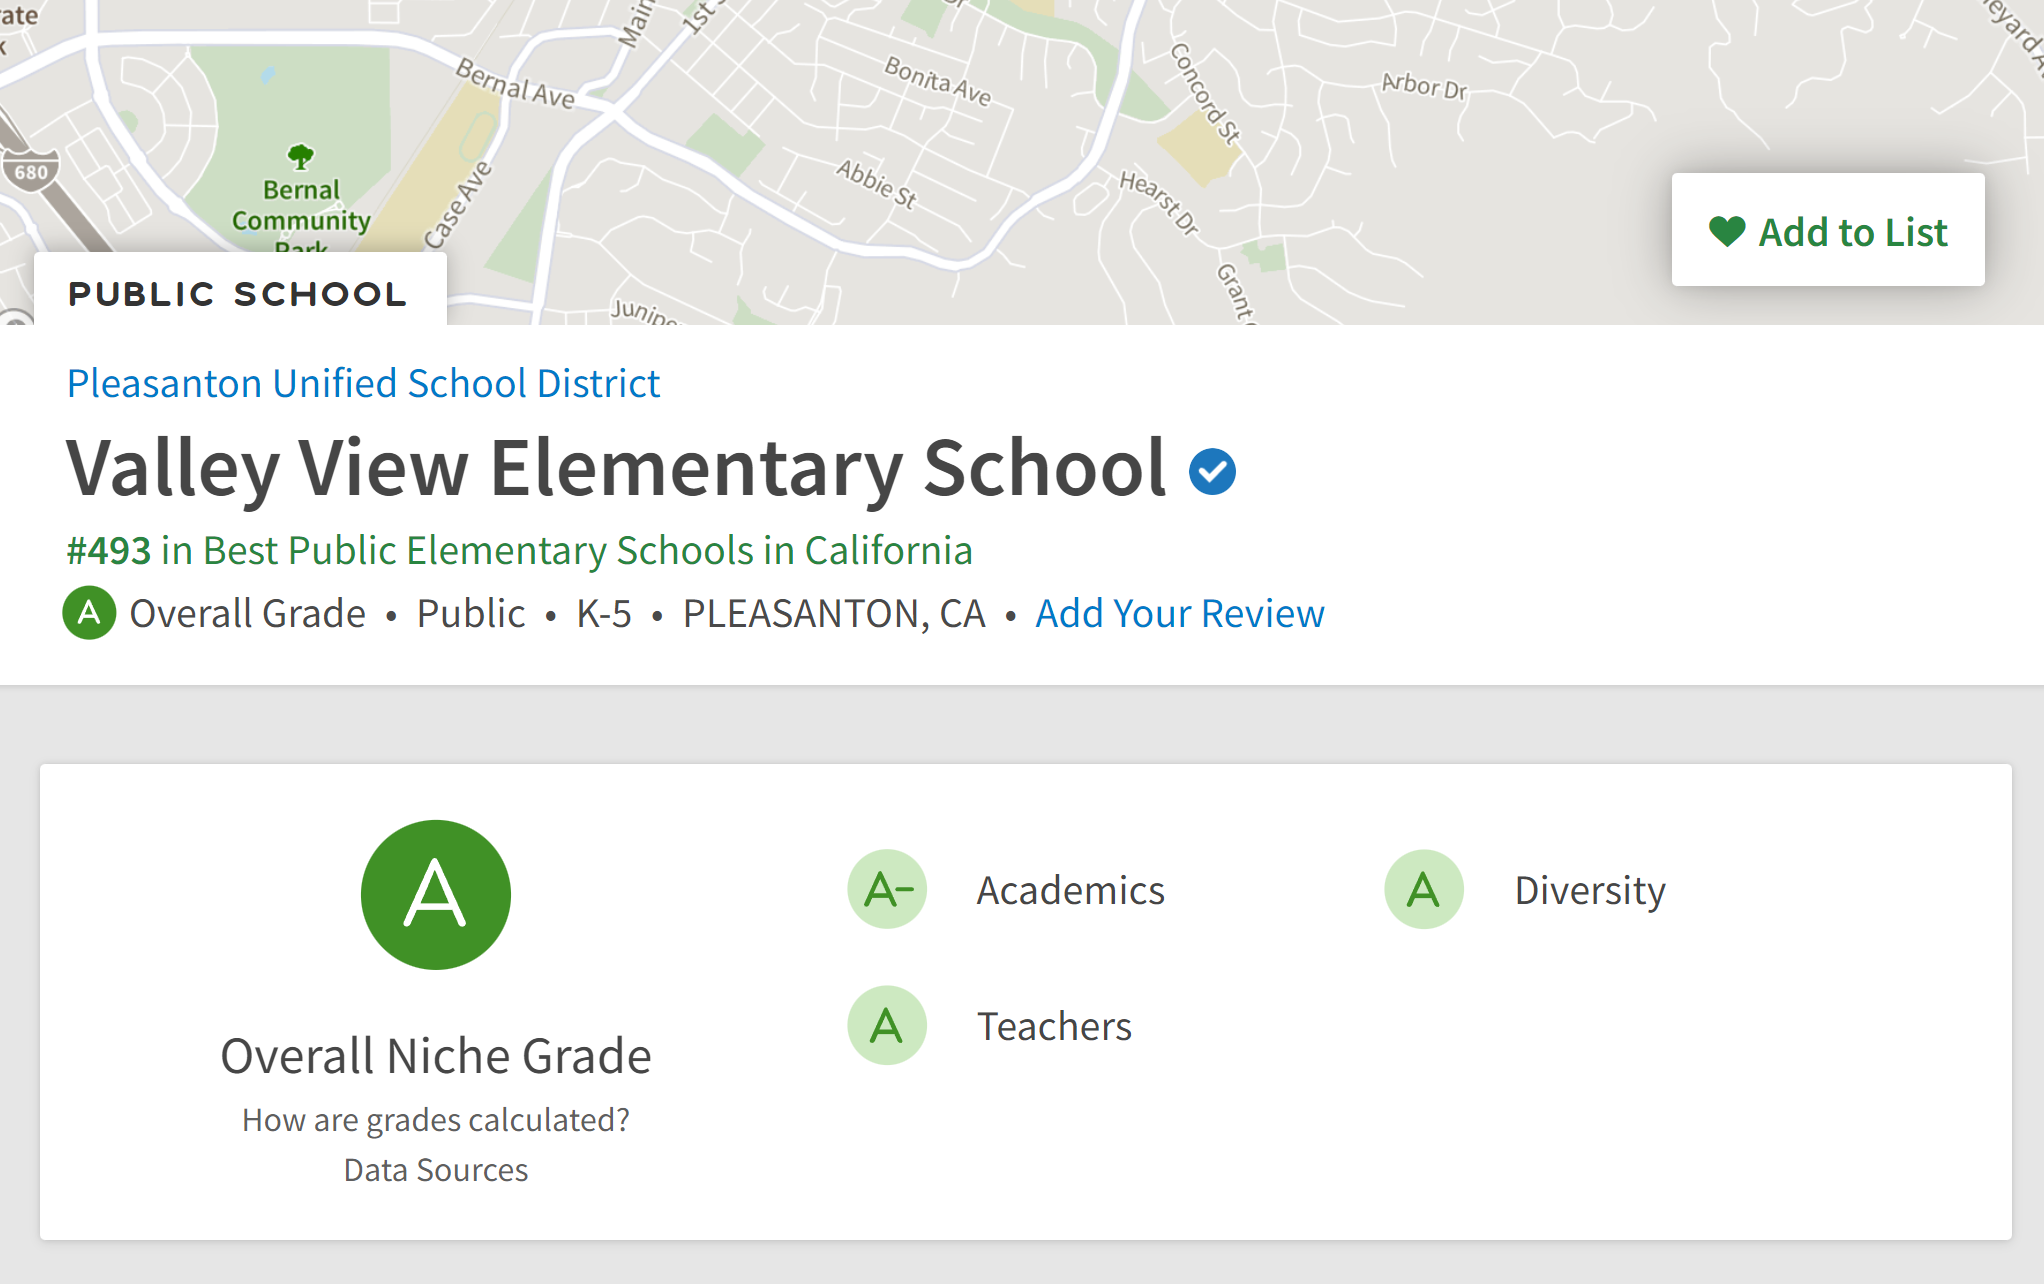 Main
1st
Bernal Ave
Bonita Ave
Concord St
Arbor Dr
680
Bernal
Community
Park
Case Ave
Abbie St
Hearst Dr
Grant
Add to List
PUBLIC SCHOOL
Pleasanton Unified School District
Valley View Elementary School
#493 in Best Public Elementary Schools in California
A Overall Grade • Public • K-5 • PLEASANTON, CA • Add Your Review
A
Overall Niche Grade
How are grades calculated?
Data Sources
A- Academics
A Diversity
A Teachers